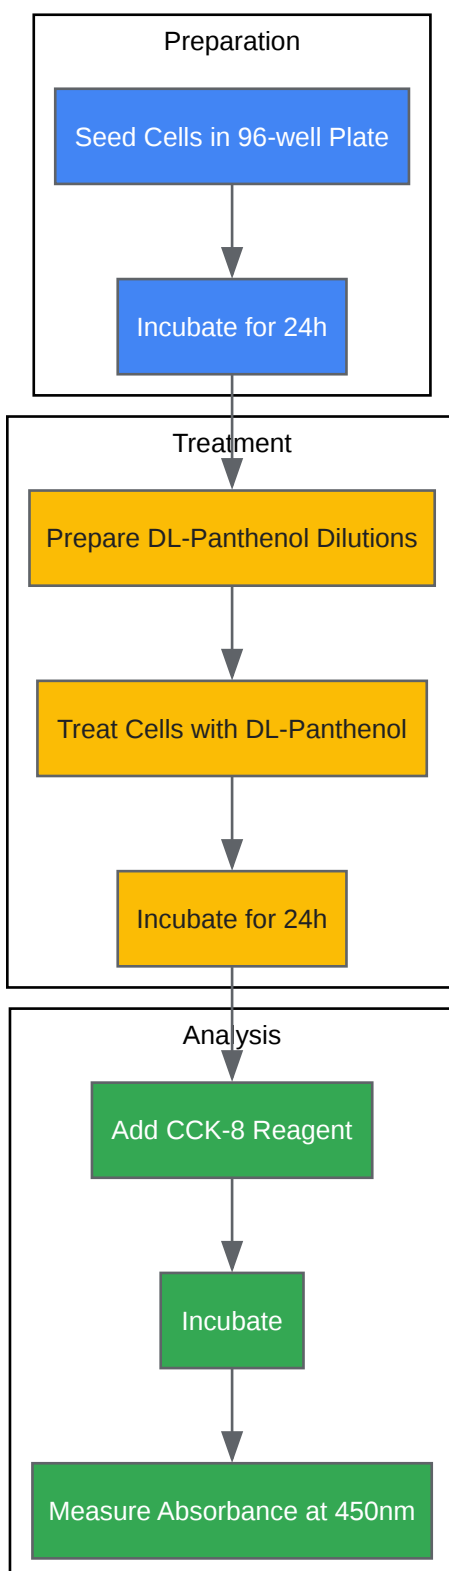 Preparation
Seed Cells in 96-well Plate
Incubate for 24h
Treatment
Prepare DL-Panthenol Dilutions
Treat Cells with DL-Panthenol
Incubate for 24h
Analysis
Add CCK-8 Reagent
Incubate
Measure Absorbance at 450nm